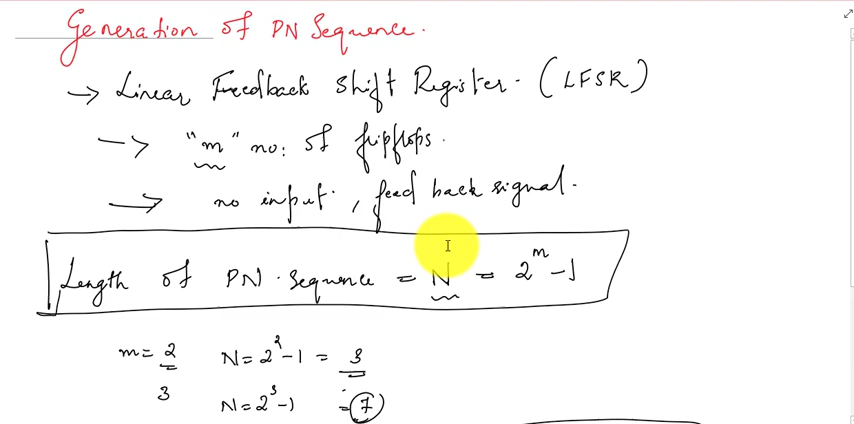 Generation of PN Sequence.
→ Linear Feedback Shift Register. (LFSR)
→ "m" no: of flipflops.
→ no input, feed back signal.
Length of PN-sequence = N = 2^m - 1
m = 2 N = 2^2 - 1 = 3
3 N = 2^3 - 1 = 7